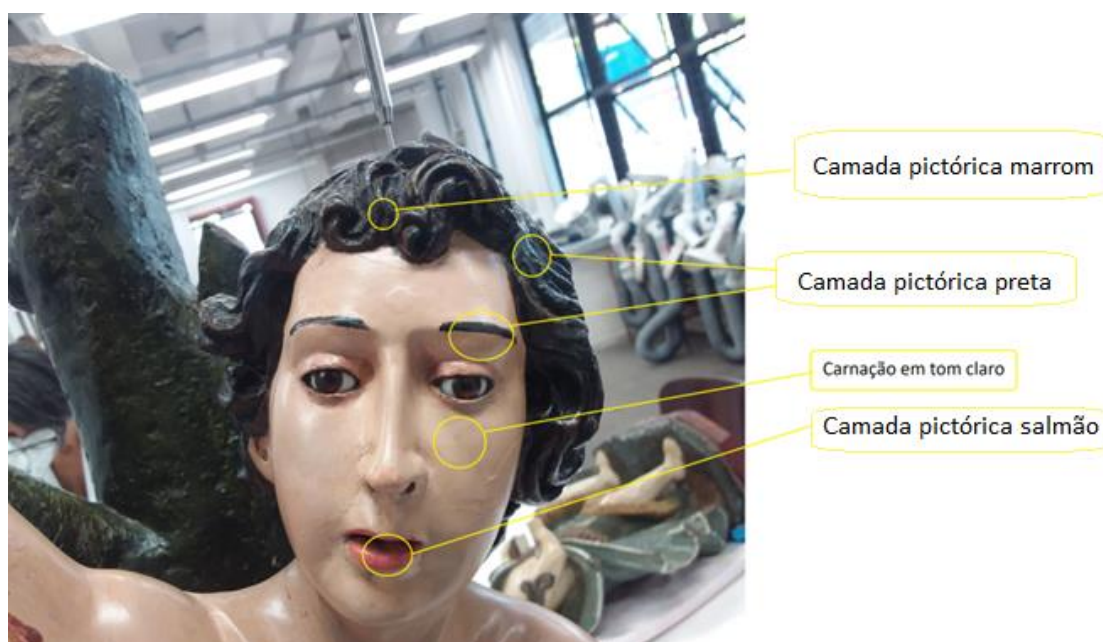 Camada pictórica marrom
Camada pictórica preta
Carnação em tom claro
Camada pictórica salmão